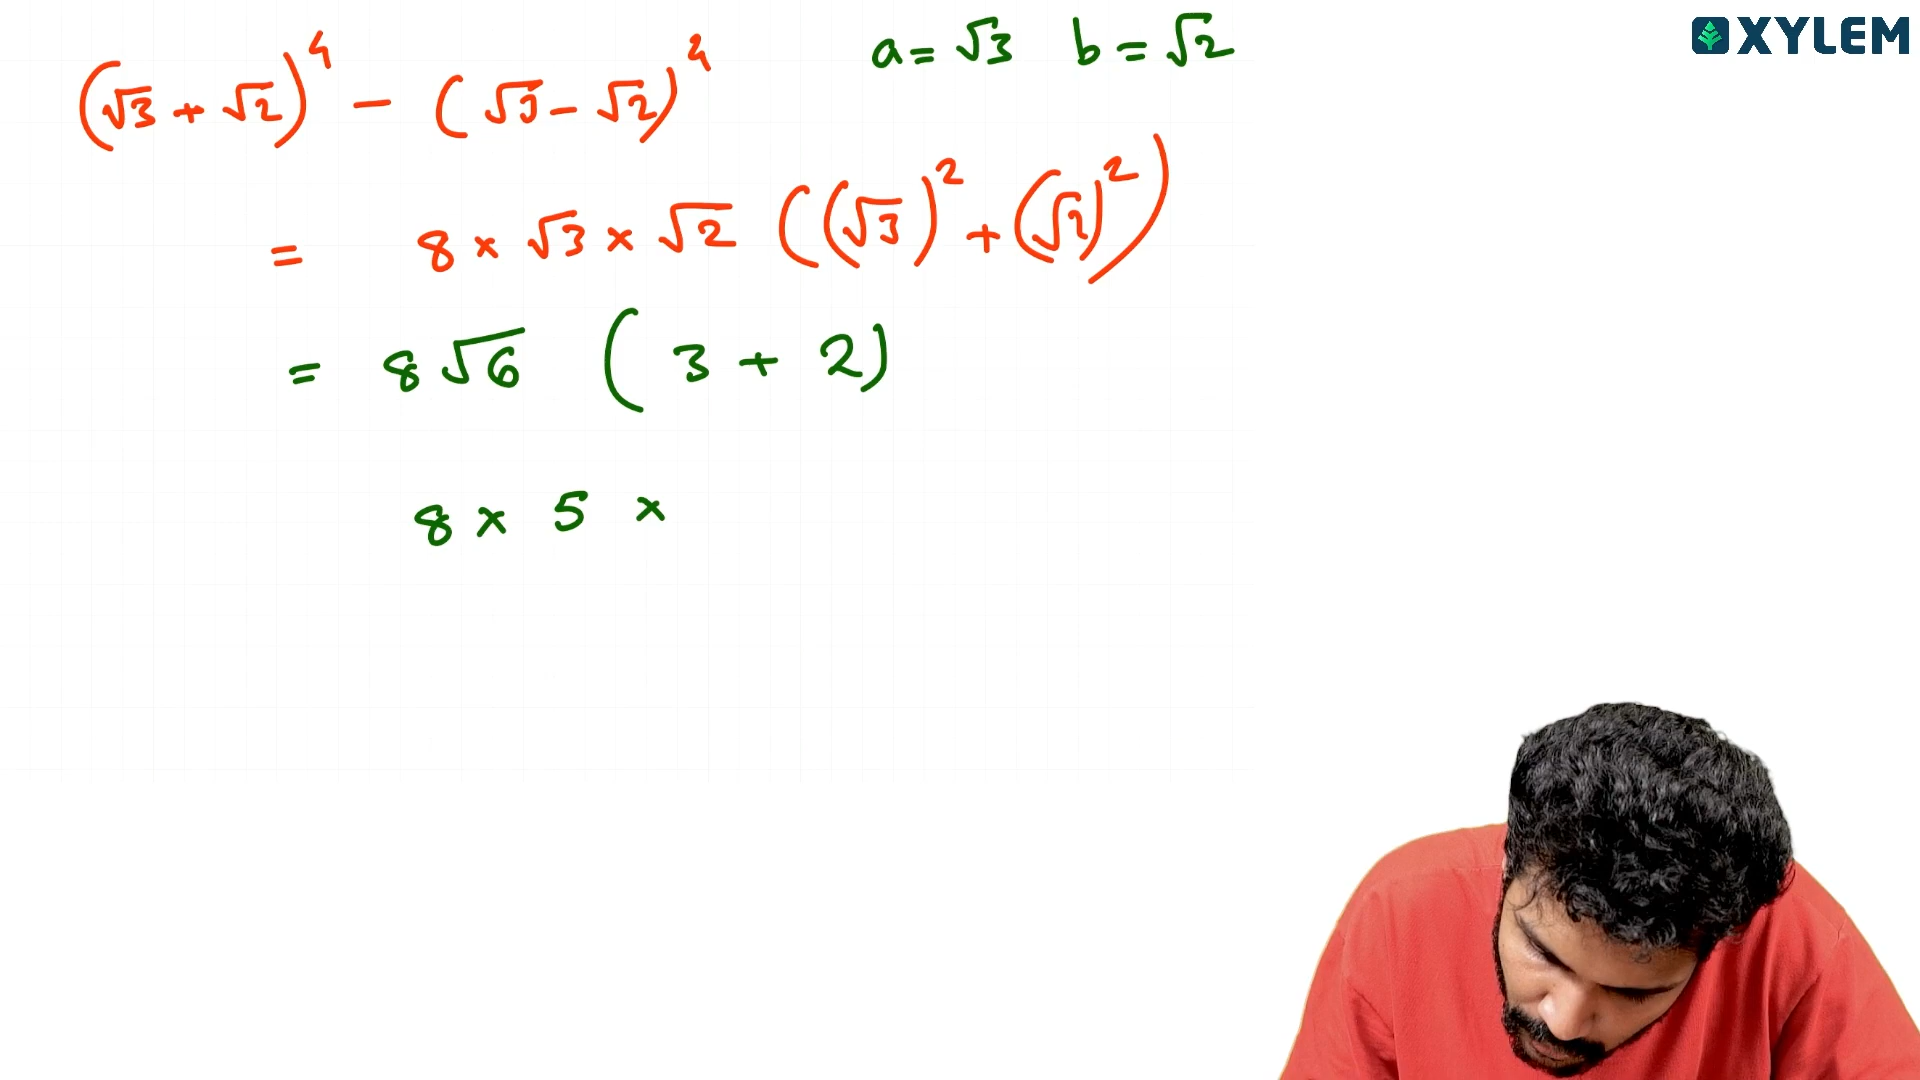 a = √3 b = √2
XYLEM
(√3 + √2)⁴ − (√3 − √2)⁴
= 8 × √3 × √2 ((√3)² + (√2)²)
= 8√6 (3 + 2)
8 × 5 ×